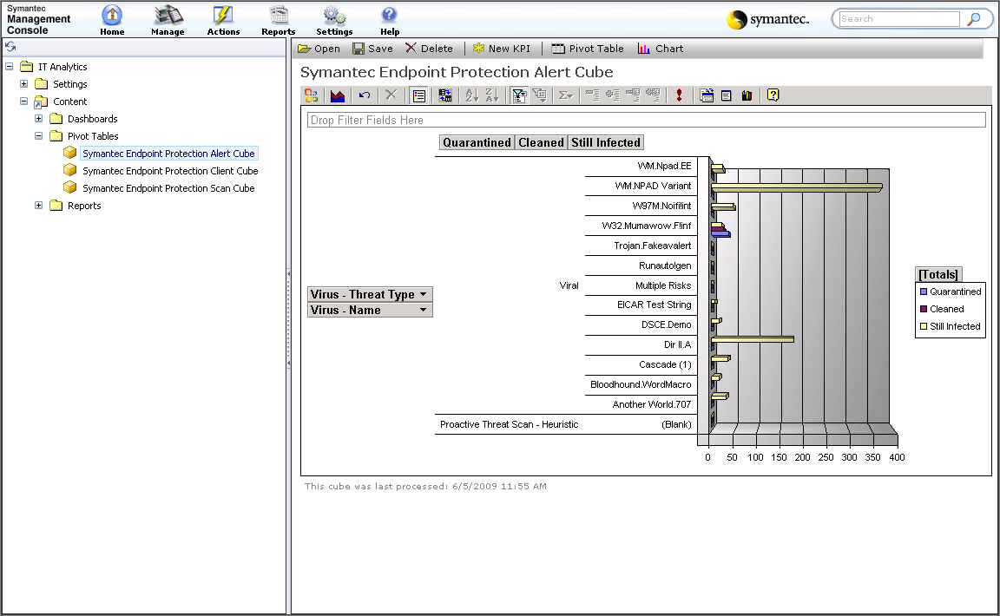 Symantec
Management
Console
Home
Manage
Actions
Reports
Settings
Help
symantec.
Search
IT Analytics
Settings
Content
Dashboards
Pivot Tables
Symantec Endpoint Protection Alert Cube
Symantec Endpoint Protection Client Cube
Symantec Endpoint Protection Scan Cube
Reports
Open Save Delete New KPI Pivot Table Chart
Symantec Endpoint Protection Alert Cube
Drop Filter Fields Here
Quarantined Cleaned Still Infected
WM.Npad.EE
WM.NPAD Variant
W97M.Noifi!int
W32.Mumawow.F!inf
Trojan.Fakeavalert
Runauto!gen
Viral Multiple Risks
EICAR Test String
DSCE.Demo
Dir II.A
Cascade (1)
Bloodhound.WordMacro
Another World.707
Proactive Threat Scan - Heuristic (Blank)
Virus - Threat Type
Virus - Name
[Totals]
Quarantined
Cleaned
Still Infected
0 50 100 150 200 250 300 350 400
This cube was last processed: 6/5/2009 11:55 AM